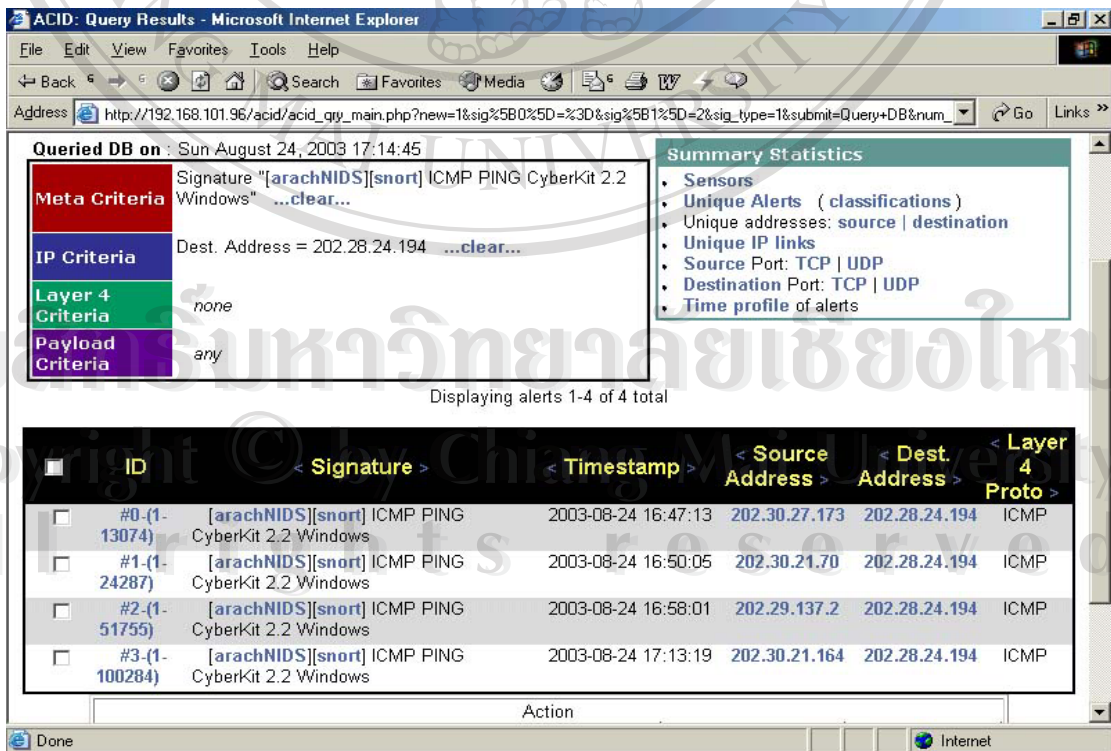 ACID: Query Results - Microsoft Internet Explorer
File Edit View Favorites Tools Help
Back Search Favorites Media
Address http://192.168.101.96/acid/acid_qry_main.php?new=1&sig%5B0%5D=%3D&sig%5B1%5D=2&sig_type=1&submit=Query+DB&num_ Go Links »
Queried DB on : Sun August 24, 2003 17:14:45
Meta Criteria Signature "[arachNIDS][snort] ICMP PING CyberKit 2.2
Windows" ...clear...
IP Criteria Dest. Address = 202.28.24.194 ...clear...
Layer 4
Criteria none
Payload
Criteria any
Summary Statistics
• Sensors
• Unique Alerts ( classifications )
• Unique addresses: source | destination
• Unique IP links
• Source Port: TCP | UDP
• Destination Port: TCP | UDP
• Time profile of alerts
Displaying alerts 1-4 of 4 total
ID < Signature > < Timestamp > < Source Address > < Dest. Address > < Layer 4 Proto >
#0-(1- [arachNIDS][snort] ICMP PING 2003-08-24 16:47:13 202.30.27.173 202.28.24.194 ICMP
13074) CyberKit 2.2 Windows
#1-(1- [arachNIDS][snort] ICMP PING 2003-08-24 16:50:05 202.30.21.70 202.28.24.194 ICMP
24287) CyberKit 2.2 Windows
#2-(1- [arachNIDS][snort] ICMP PING 2003-08-24 16:58:01 202.29.137.2 202.28.24.194 ICMP
51755) CyberKit 2.2 Windows
#3-(1- [arachNIDS][snort] ICMP PING 2003-08-24 17:13:19 202.30.21.164 202.28.24.194 ICMP
100284) CyberKit 2.2 Windows
Action
Done Internet
MAI UNIVERSITY
มหาวิทยาลัยเชียงให
© by Chiang Mai University
rights reserved